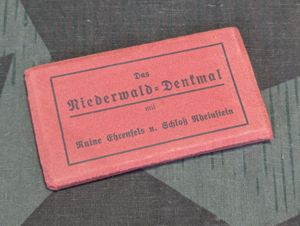 Das
Niederwald-Denkmal
mit
Ruine Ehrenfels u. Schloß Rheinstein